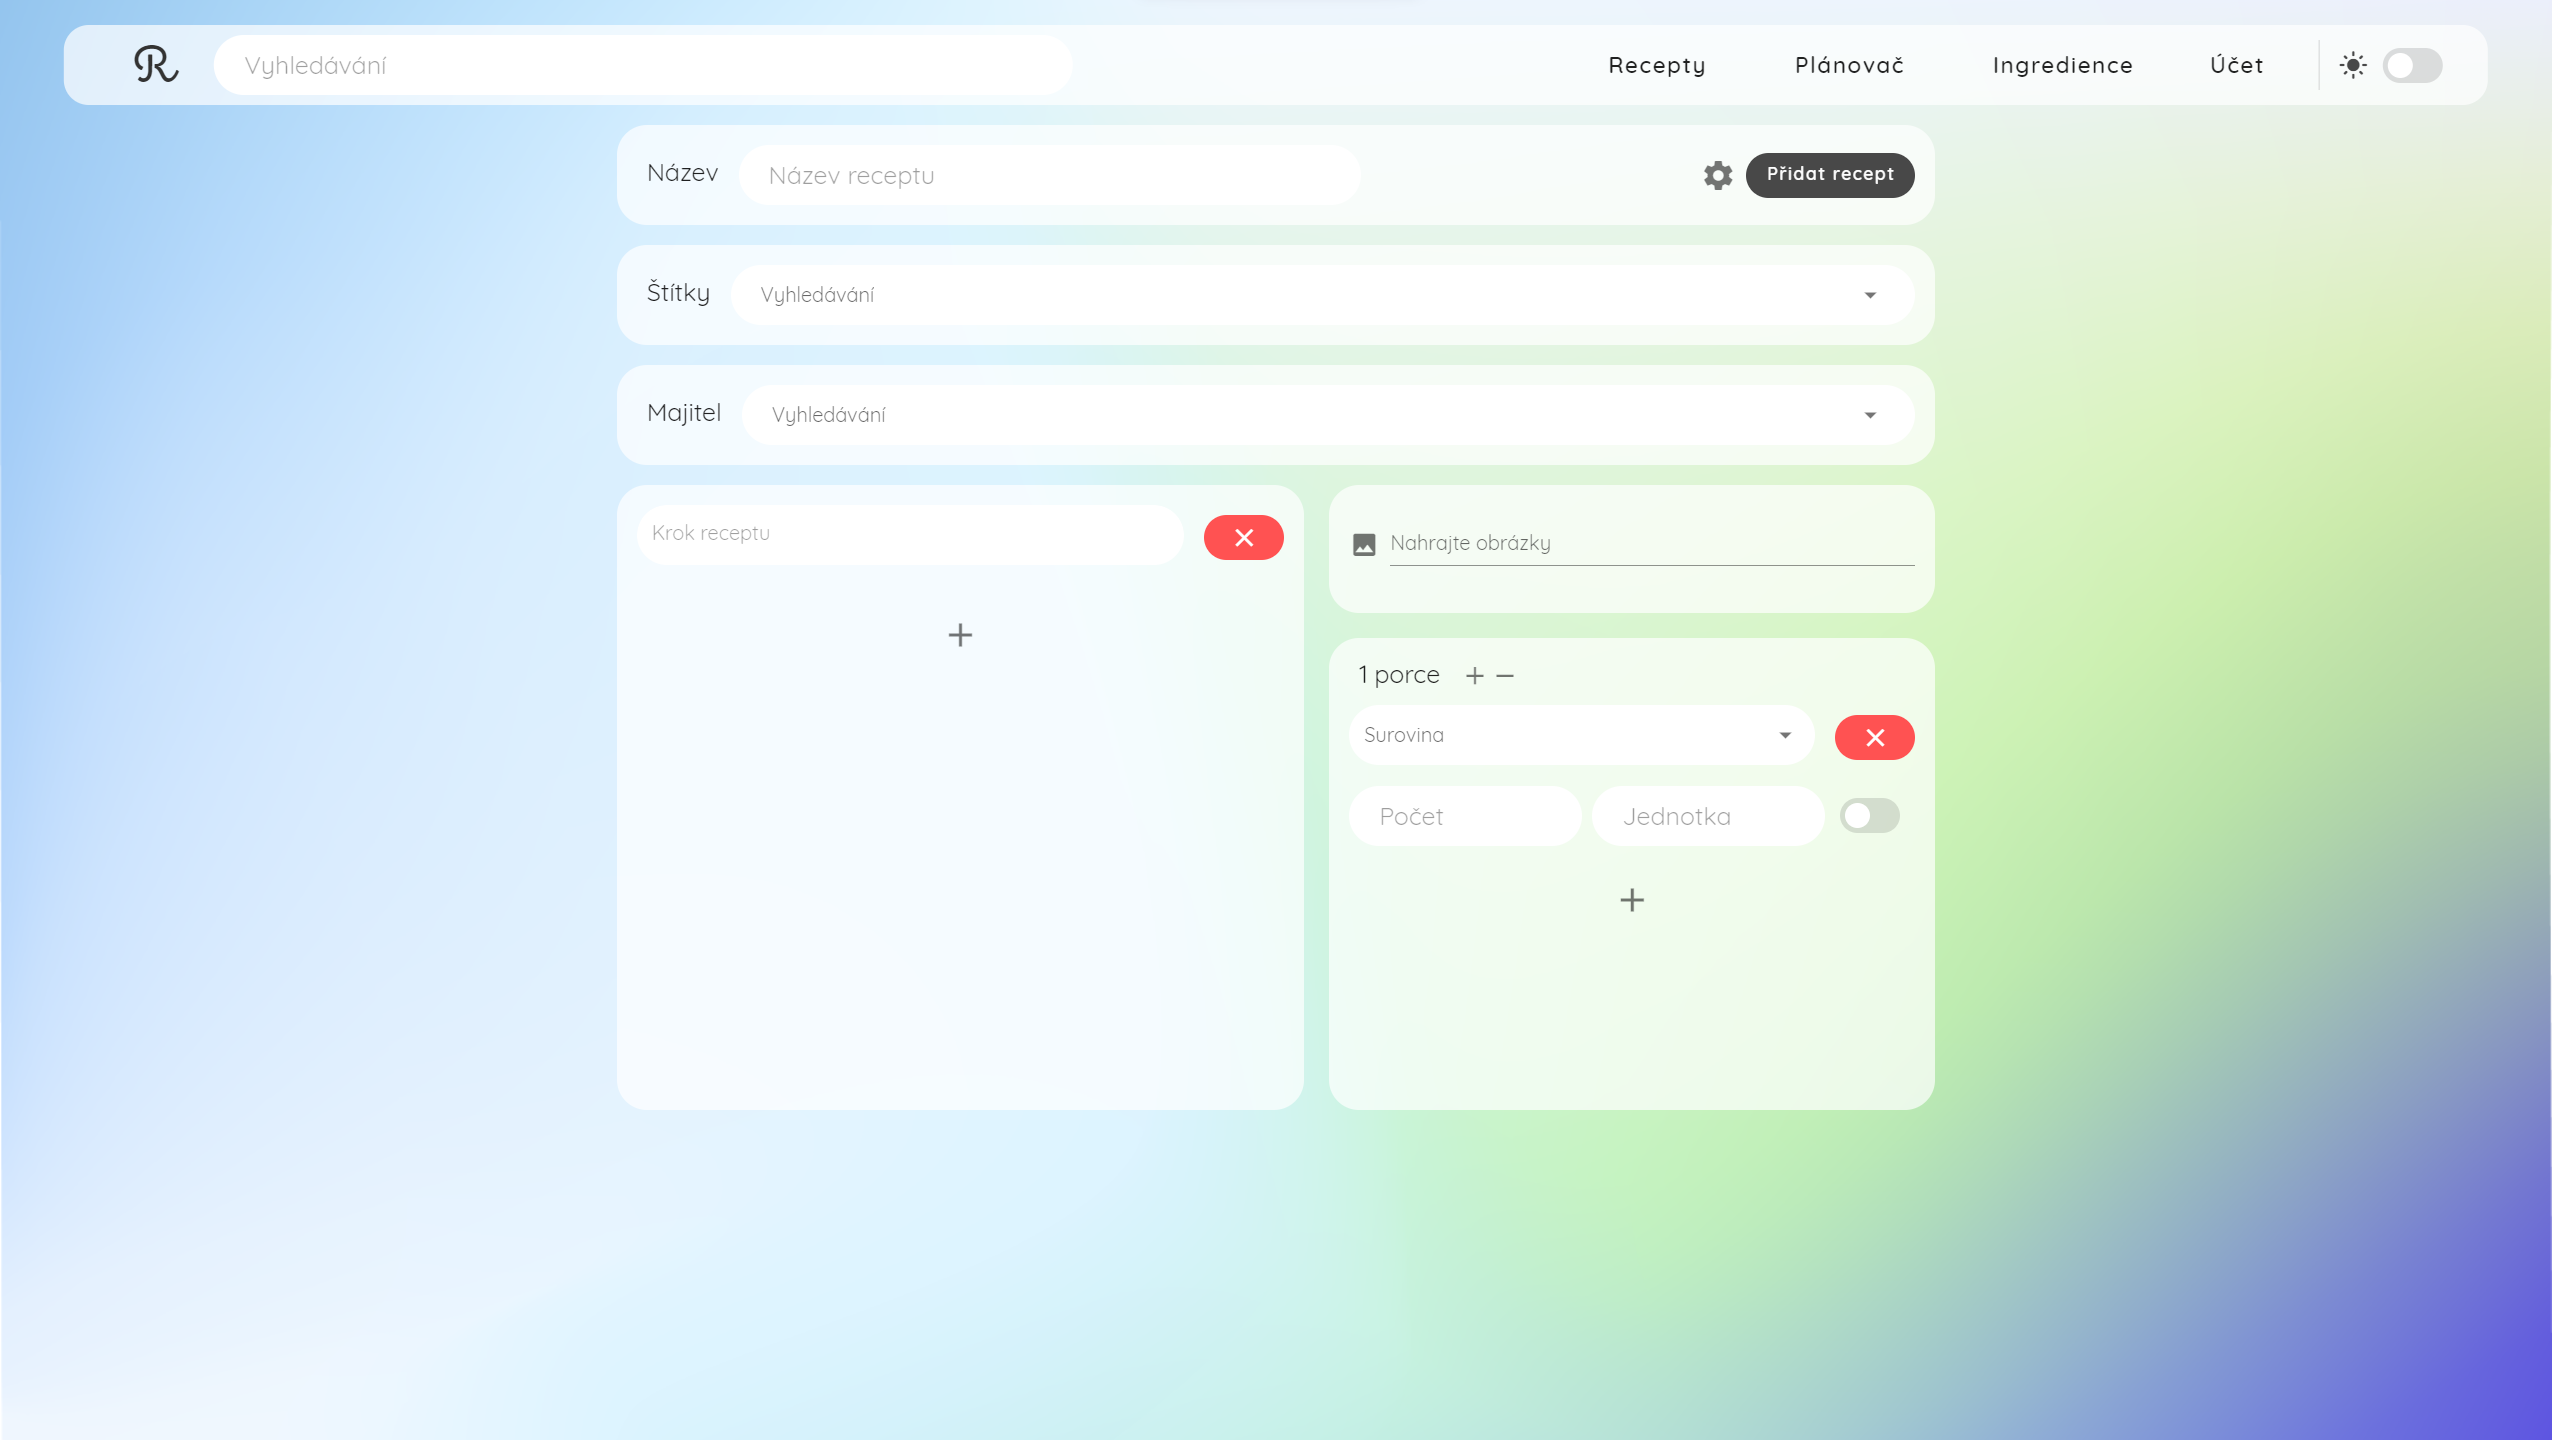 R
Vyhledávání
Recepty
Plánovač
Ingredience
Účet
Název
Název receptu
Přidat recept
Štítky
Vyhledávání
Majitel
Vyhledávání
Krok receptu
Nahrajte obrázky
1 porce
Surovina
Počet
Jednotka